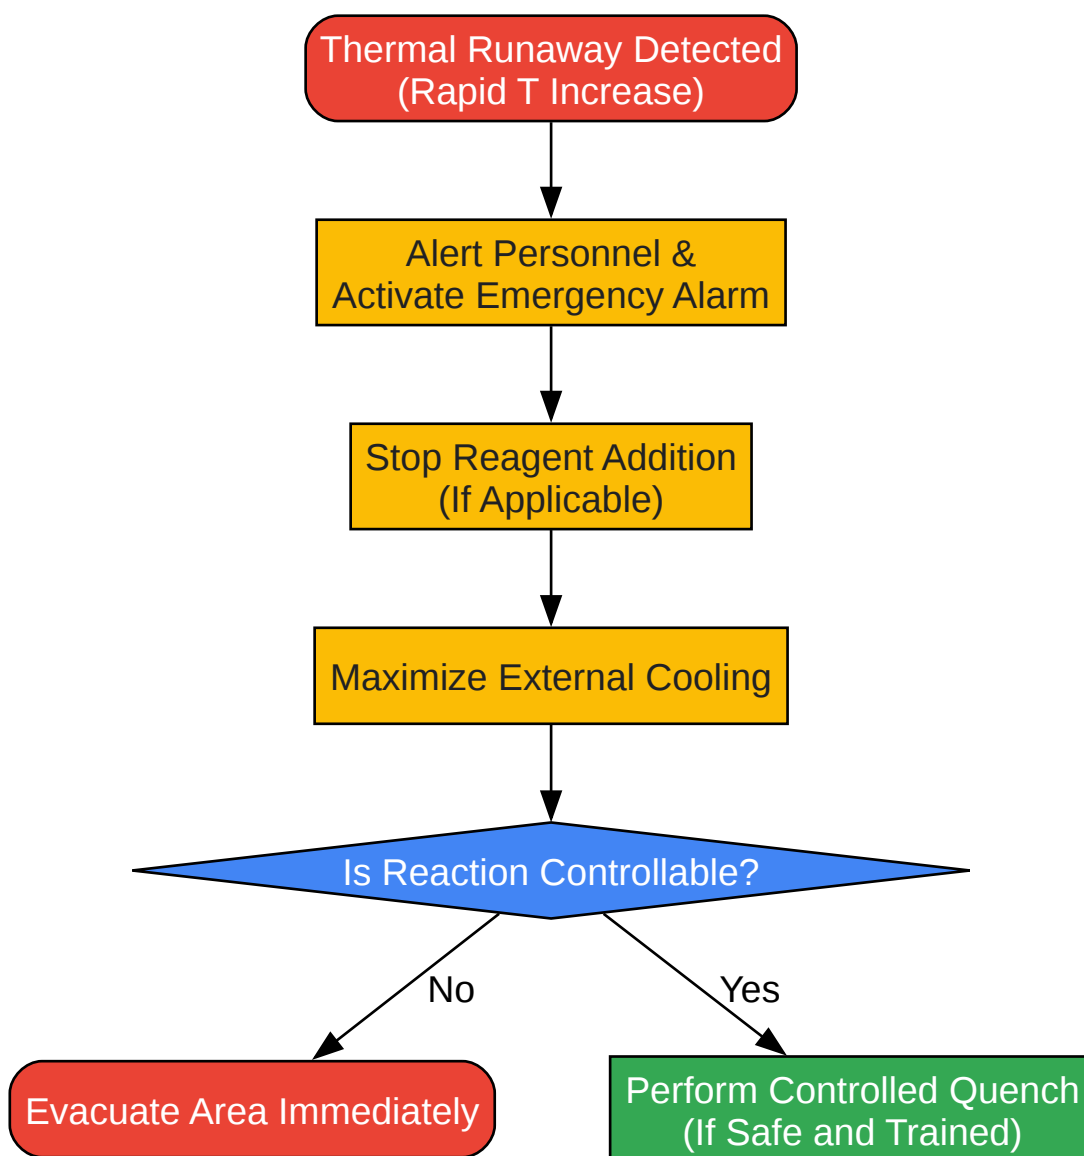 Thermal Runaway Detected
(Rapid T Increase)
Alert Personnel &
Activate Emergency Alarm
Stop Reagent Addition
(If Applicable)
Maximize External Cooling
Is Reaction Controllable?
No
Yes
Evacuate Area Immediately
Perform Controlled Quench
(If Safe and Trained)